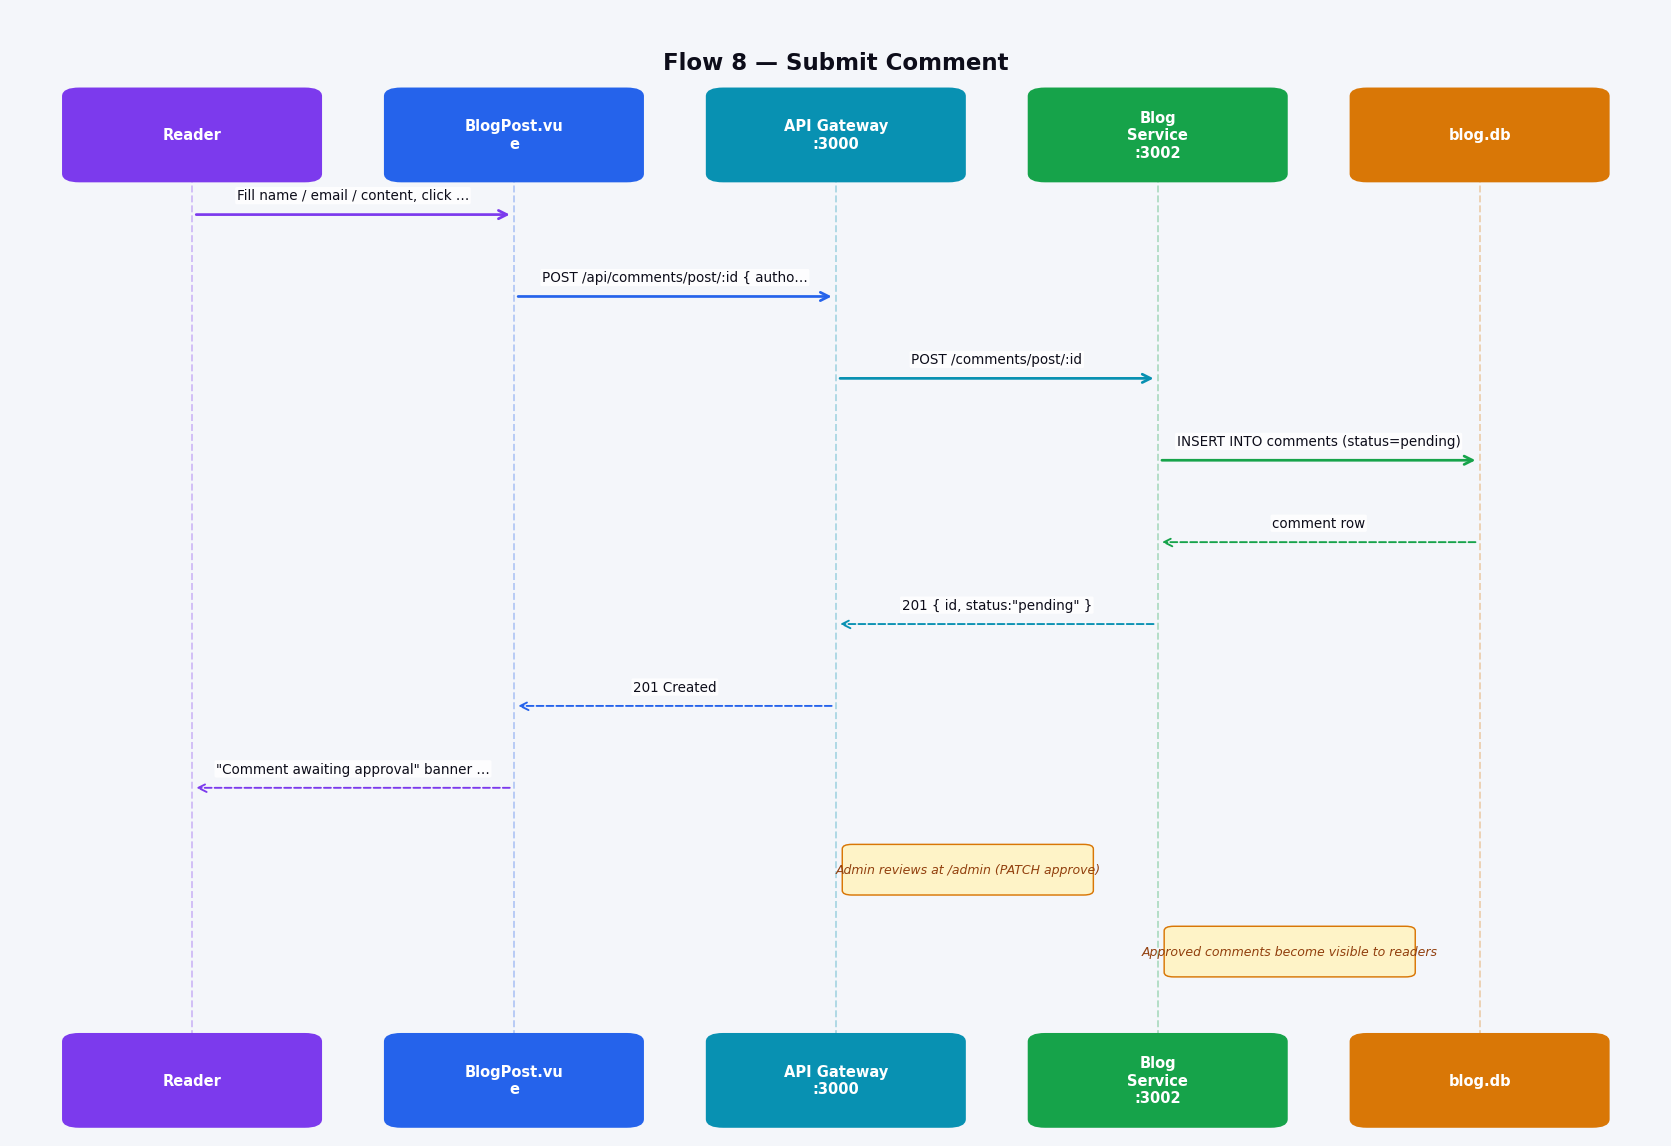 Flow 8 — Submit Comment
Reader
BlogPost.vu
e
API Gateway
:3000
Blog
Service
:3002
blog.db
Fill name / email / content, click ...
POST /api/comments/post/:id { autho...
POST /comments/post/:id
INSERT INTO comments (status=pending)
comment row
201 { id, status:"pending" }
201 Created
"Comment awaiting approval" banner ...
Admin reviews at /admin (PATCH approve)
Approved comments become visible to readers
Reader
BlogPost.vu
e
API Gateway
:3000
Blog
Service
:3002
blog.db